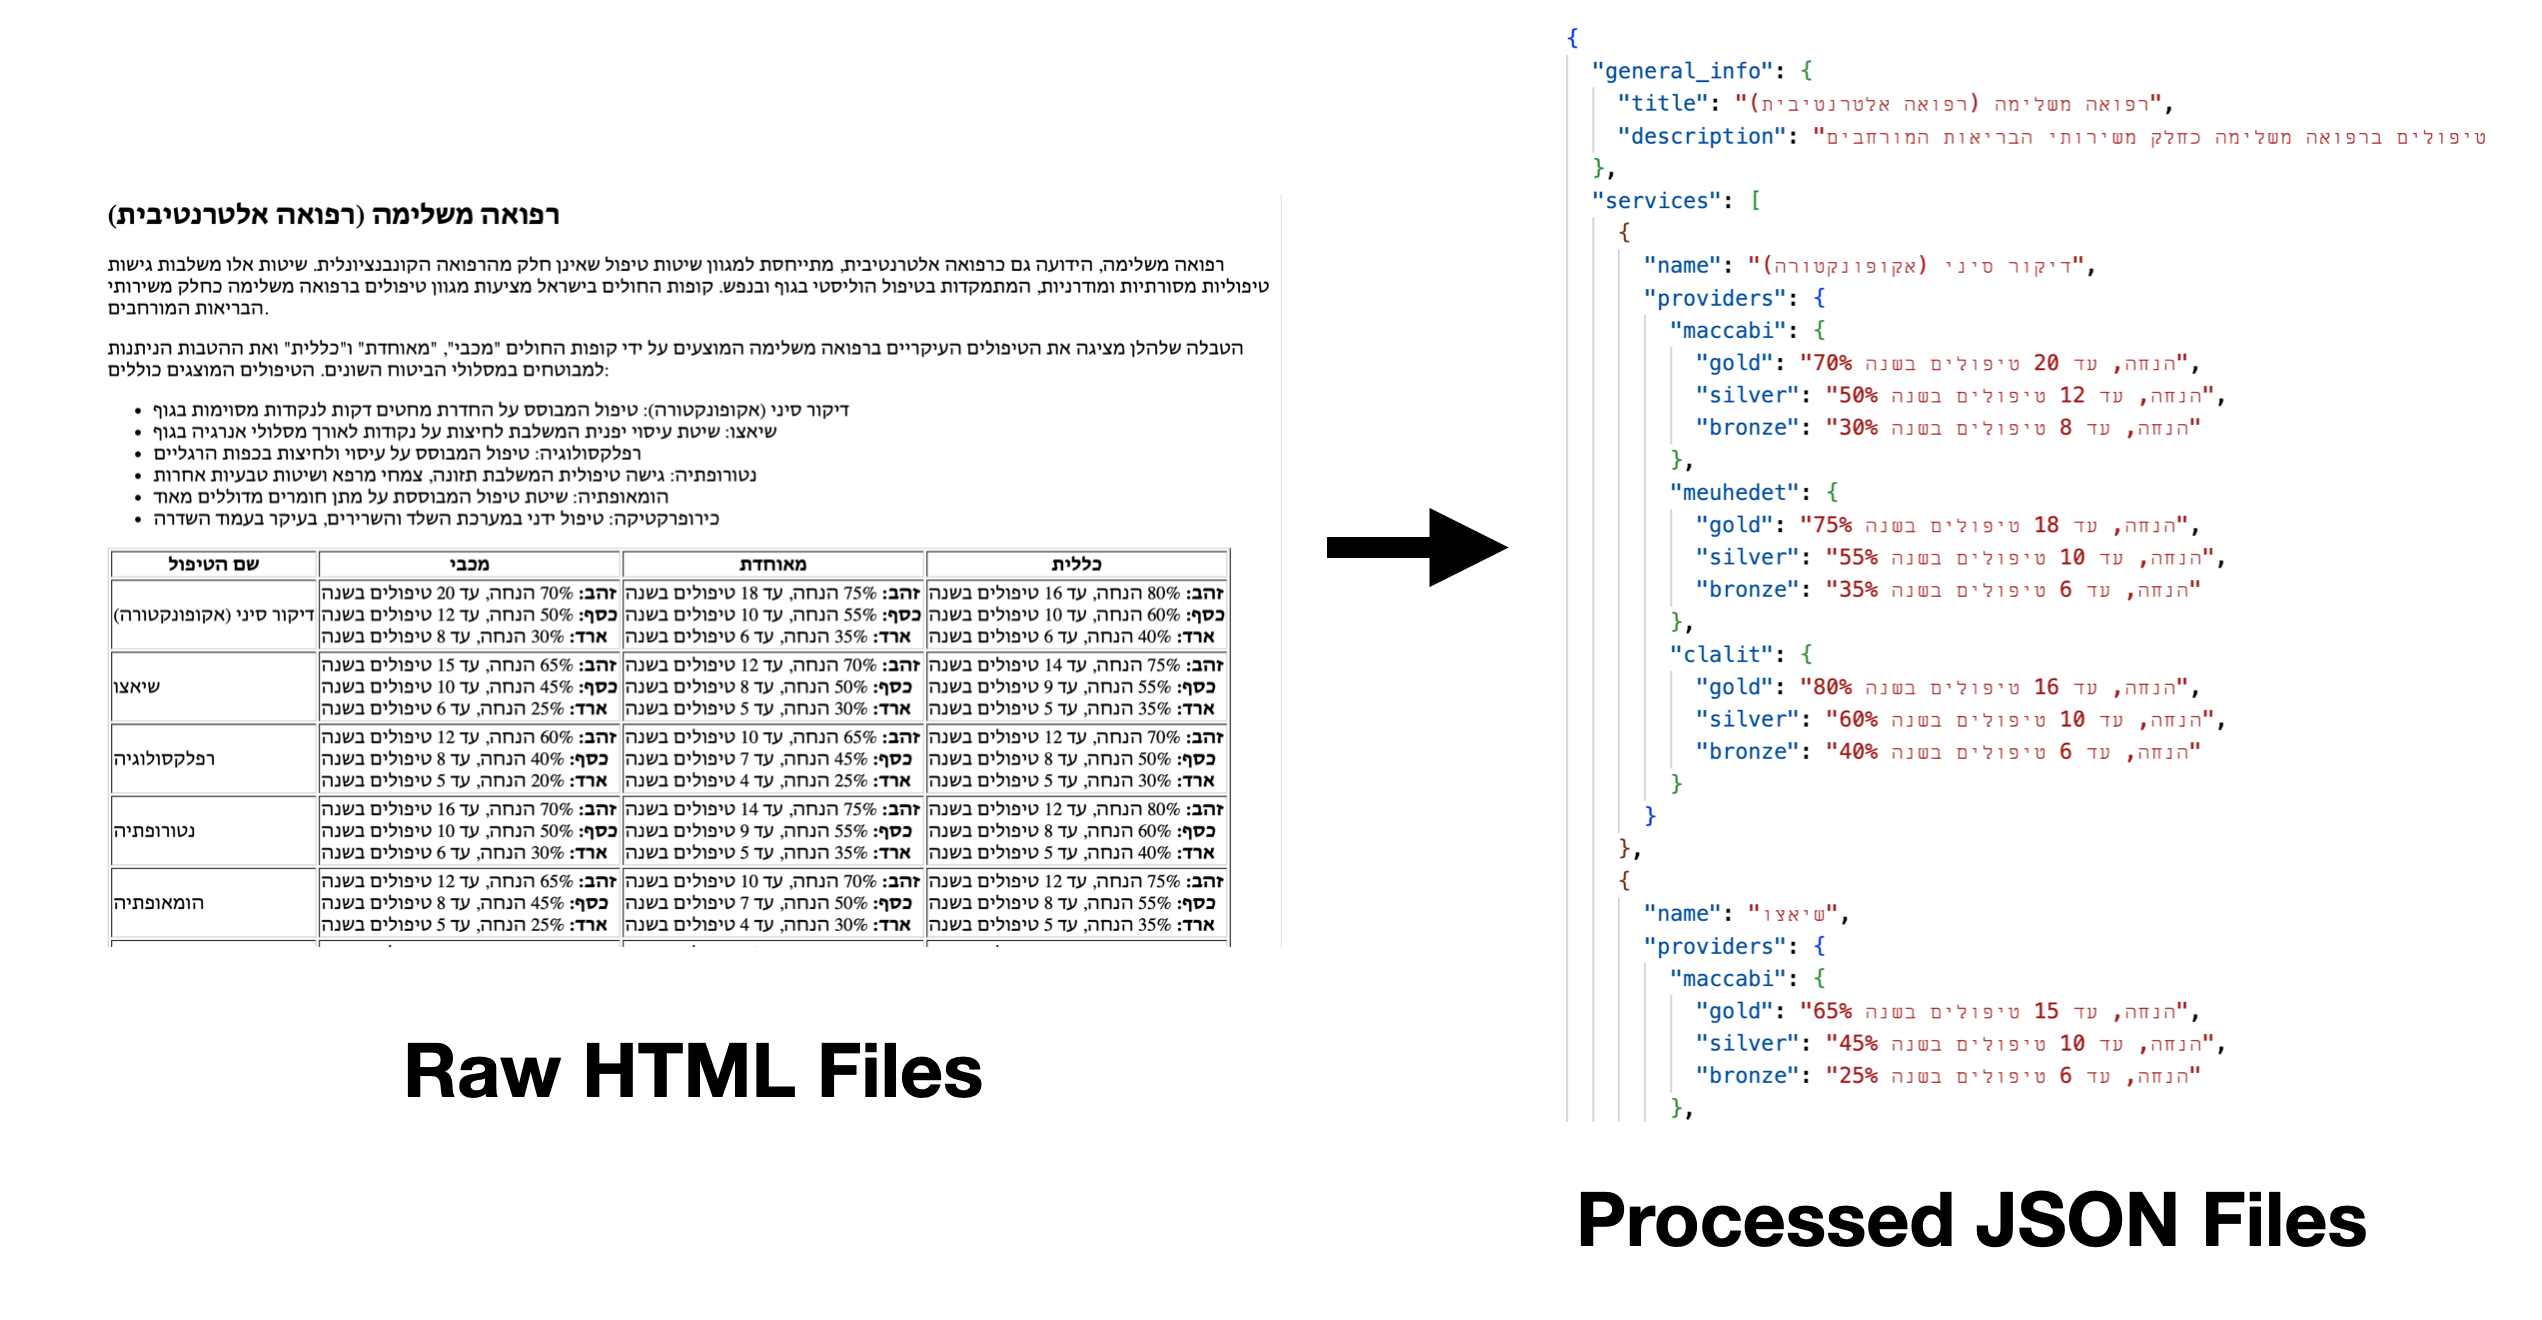 רפואה משלימה (רפואה אלטרנטיבית)
רפואה משלימה, הידועה גם כרפואה אלטרנטיבית, מתייחסת למגוון שיטות טיפול שאינן חלק מהרפואה הקונבנציונלית. שיטות אלו משלבות גישות
טיפוליות מסורתיות ומודרניות, המתמקדות בטיפול הוליסטי בגוף ובנפש. קופות החולים בישראל מציעות מגוון טיפולים ברפואה משלימה כחלק משירותי
הבריאות המורחבים.
הטבלה שלהלן מציגה את הטיפולים העיקריים ברפואה משלימה המוצעים על ידי קופות החולים "מכבי", "מאוחדת" ו"כללית" ואת ההטבות הניתנות
למבוטחים במסלולי הביטוח השונים. הטיפולים המוצגים כוללים:
• דיקור סיני (אקופונקטורה): טיפול המבוסס על החדרת מחטים דקות לנקודות מסוימות בגוף
• שיאצו: שיטת עיסוי יפנית המשלבת לחיצות על נקודות לאורך מסלולי אנרגיה בגוף
• רפלקסולוגיה: טיפול המבוסס על עיסוי ולחיצות בכפות הרגליים
• נטורופתיה: גישה טיפולית המשלבת תזונה, צמחי מרפא ושיטות טבעיות אחרות
• הומאופתיה: שיטת טיפול המבוססת על מתן חומרים מדוללים מאוד
• כירופרקטיקה: טיפול ידני במערכת השלד והשרירים, בעיקר בעמוד השדרה
שם הטיפול מכבי מאוחדת כללית
דיקור סיני (אקופונקטורה)
זהב: 70% הנחה, עד 20 טיפולים בשנה
כסף: 50% הנחה, עד 12 טיפולים בשנה
ארד: 30% הנחה, עד 8 טיפולים בשנה
זהב: 75% הנחה, עד 18 טיפולים בשנה
כסף: 55% הנחה, עד 10 טיפולים בשנה
ארד: 35% הנחה, עד 6 טיפולים בשנה
זהב: 80% הנחה, עד 16 טיפולים בשנה
כסף: 60% הנחה, עד 10 טיפולים בשנה
ארד: 40% הנחה, עד 6 טיפולים בשנה
שיאצו
זהב: 65% הנחה, עד 15 טיפולים בשנה
כסף: 45% הנחה, עד 10 טיפולים בשנה
ארד: 25% הנחה, עד 6 טיפולים בשנה
זהב: 70% הנחה, עד 12 טיפולים בשנה
כסף: 50% הנחה, עד 8 טיפולים בשנה
ארד: 30% הנחה, עד 5 טיפולים בשנה
זהב: 75% הנחה, עד 14 טיפולים בשנה
כסף: 55% הנחה, עד 9 טיפולים בשנה
ארד: 35% הנחה, עד 5 טיפולים בשנה
רפלקסולוגיה
זהב: 60% הנחה, עד 12 טיפולים בשנה
כסף: 40% הנחה, עד 8 טיפולים בשנה
ארד: 20% הנחה, עד 5 טיפולים בשנה
זהב: 65% הנחה, עד 10 טיפולים בשנה
כסף: 45% הנחה, עד 7 טיפולים בשנה
ארד: 25% הנחה, עד 4 טיפולים בשנה
זהב: 70% הנחה, עד 12 טיפולים בשנה
כסף: 50% הנחה, עד 8 טיפולים בשנה
ארד: 30% הנחה, עד 5 טיפולים בשנה
נטורופתיה
זהב: 70% הנחה, עד 16 טיפולים בשנה
כסף: 50% הנחה, עד 10 טיפולים בשנה
ארד: 30% הנחה, עד 6 טיפולים בשנה
זהב: 75% הנחה, עד 14 טיפולים בשנה
כסף: 55% הנחה, עד 9 טיפולים בשנה
ארד: 35% הנחה, עד 5 טיפולים בשנה
זהב: 80% הנחה, עד 12 טיפולים בשנה
כסף: 60% הנחה, עד 8 טיפולים בשנה
ארד: 40% הנחה, עד 5 טיפולים בשנה
הומאופתיה
זהב: 65% הנחה, עד 12 טיפולים בשנה
כסף: 45% הנחה, עד 8 טיפולים בשנה
ארד: 25% הנחה, עד 5 טיפולים בשנה
זהב: 70% הנחה, עד 10 טיפולים בשנה
כסף: 50% הנחה, עד 7 טיפולים בשנה
ארד: 30% הנחה, עד 4 טיפולים בשנה
זהב: 75% הנחה, עד 12 טיפולים בשנה
כסף: 55% הנחה, עד 8 טיפולים בשנה
ארד: 35% הנחה, עד 5 טיפולים בשנה
Raw HTML Files
{
"general_info": {
"title": "רפואה משלימה (רפואה אלטרנטיבית)",
"description": "טיפולים ברפואה משלימה כחלק משירותי הבריאות המורחבים
},
"services": [
{
"name": "דיקור סיני (אקופונקטורה)",
"providers": {
"maccabi": {
"gold": "70% הנחה, עד 20 טיפולים בשנה",
"silver": "50% הנחה, עד 12 טיפולים בשנה",
"bronze": "30% הנחה, עד 8 טיפולים בשנה"
},
"meuhedet": {
"gold": "75% הנחה, עד 18 טיפולים בשנה",
"silver": "55% הנחה, עד 10 טיפולים בשנה",
"bronze": "35% הנחה, עד 6 טיפולים בשנה"
},
"clalit": {
"gold": "80% הנחה, עד 16 טיפולים בשנה",
"silver": "60% הנחה, עד 10 טיפולים בשנה",
"bronze": "40% הנחה, עד 6 טיפולים בשנה"
}
}
},
{
"name": "שיאצו",
"providers": {
"maccabi": {
"gold": "65% הנחה, עד 15 טיפולים בשנה",
"silver": "45% הנחה, עד 10 טיפולים בשנה",
"bronze": "25% הנחה, עד 6 טיפולים בשנה"
},
Processed JSON Files